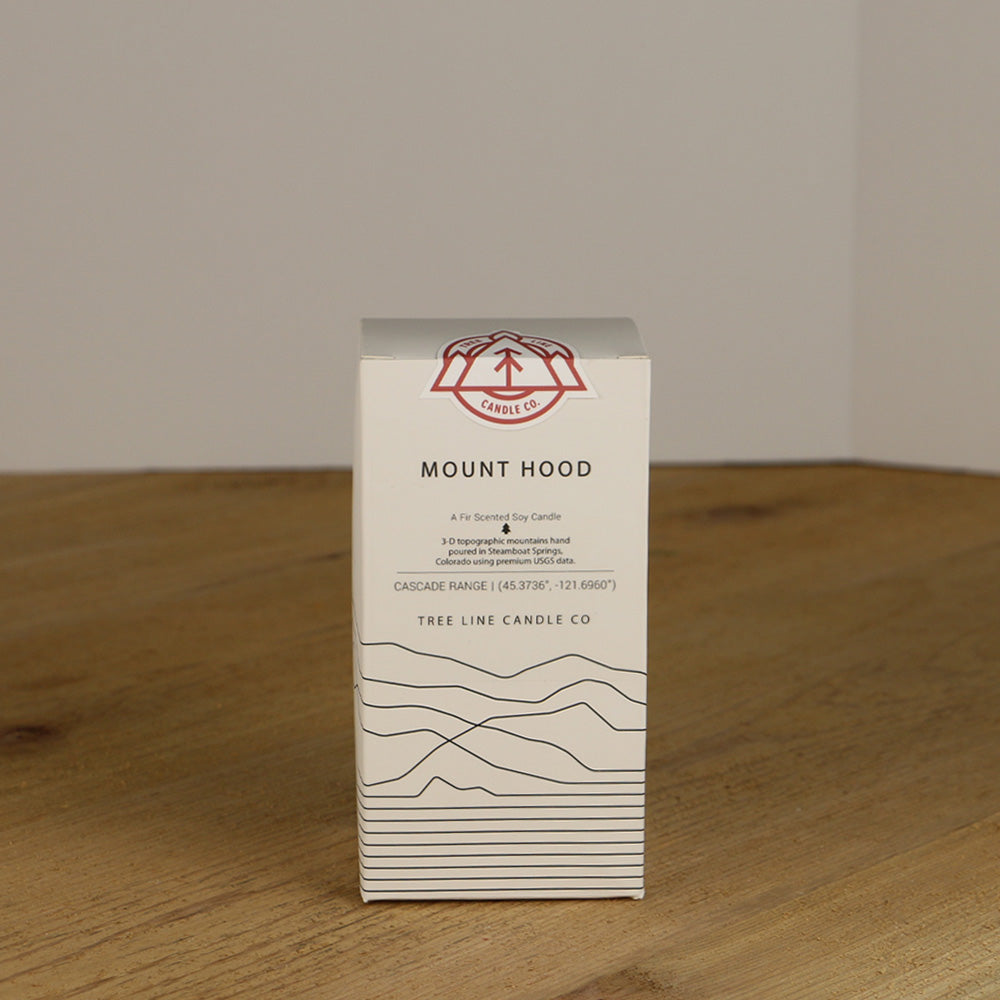 TREE LINE
CANDLE CO.
MOUNT HOOD
A Fir Scented Soy Candle
3-D topographic mountains hand
poured in Steamboat Springs,
Colorado using premium USGS data.
CASCADE RANGE | (45.3736°, -121.6960°)
TREE LINE CANDLE CO